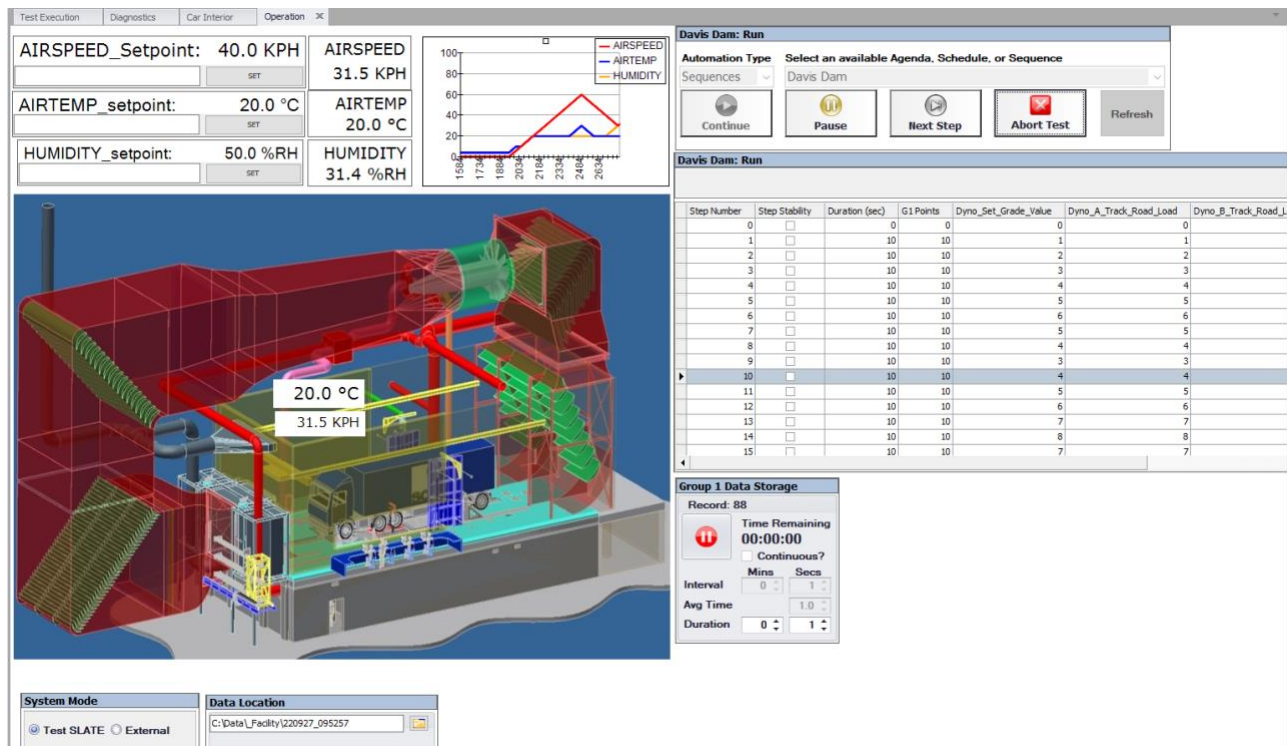 Test Execution Diagnostics Car Interior Operation
AIRSPEED_Setpoint: 40.0 KPH
SET
AIRSPEED
31.5 KPH
AIRTEMP_setpoint: 20.0 °C
SET
AIRTEMP
20.0 °C
HUMIDITY_setpoint: 50.0 %RH
SET
HUMIDITY
31.4 %RH
100
80
60
40
20
0
1584 1734 1884 2034 2184 2334 2484 2634
AIRSPEED
AIRTEMP
HUMIDITY
20.0 °C
31.5 KPH
Davis Dam: Run
Automation Type Select an available Agenda, Schedule, or Sequence
Sequences Davis Dam
Continue Pause Next Step Abort Test Refresh
Davis Dam: Run
Step Number Step Stability Duration (sec) G1 Points Dyno_Set_Grade_Value Dyno_A_Track_Road_Load Dyno_B_Track_Road_L
0 0 0 0 0
1 10 10 1 1
2 10 10 2 2
3 10 10 3 3
4 10 10 4 4
5 10 10 5 5
6 10 10 6 6
7 10 10 5 5
8 10 10 4 4
9 10 10 3 3
10 10 10 4 4
11 10 10 5 5
12 10 10 6 6
13 10 10 7 7
14 10 10 8 8
15 10 10 7 7
Group 1 Data Storage
Record: 88
Time Remaining
00:00:00
Continuous?
Mins Secs
Interval 0 1
Avg Time 1.0
Duration 0 1
System Mode
Test SLATE External
Data Location
C:\Data\_Facility\220927_095257